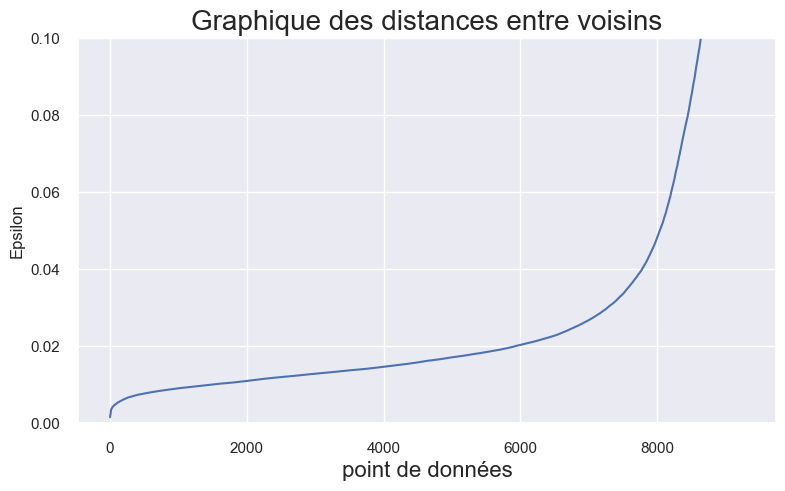 Graphique des distances entre voisins
0.10
0.08
0.06
0.04
0.02
0.00
Epsilon
0 2000 4000 6000 8000
point de données